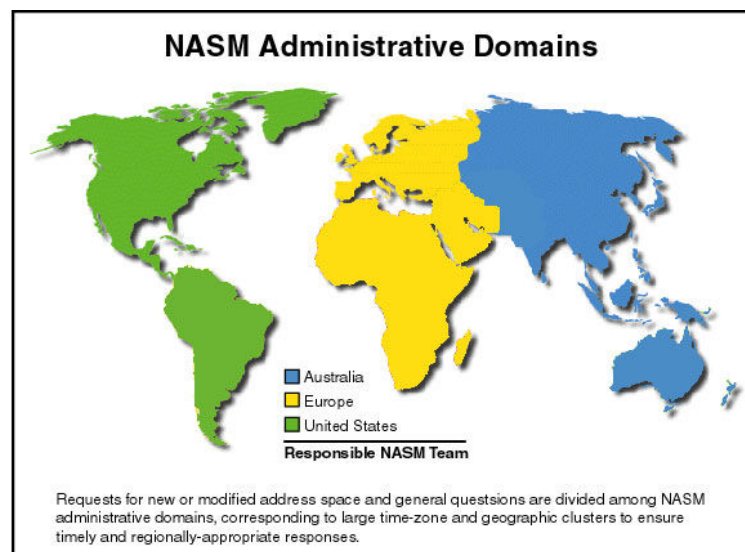 NASM Administrative Domains
Australia
Europe
United States
Responsible NASM Team
Requests for new or modified address space and general questsions are divided among NASM
administrative domains, corresponding to large time-zone and geographic clusters to ensure
timely and regionally-appropriate responses.